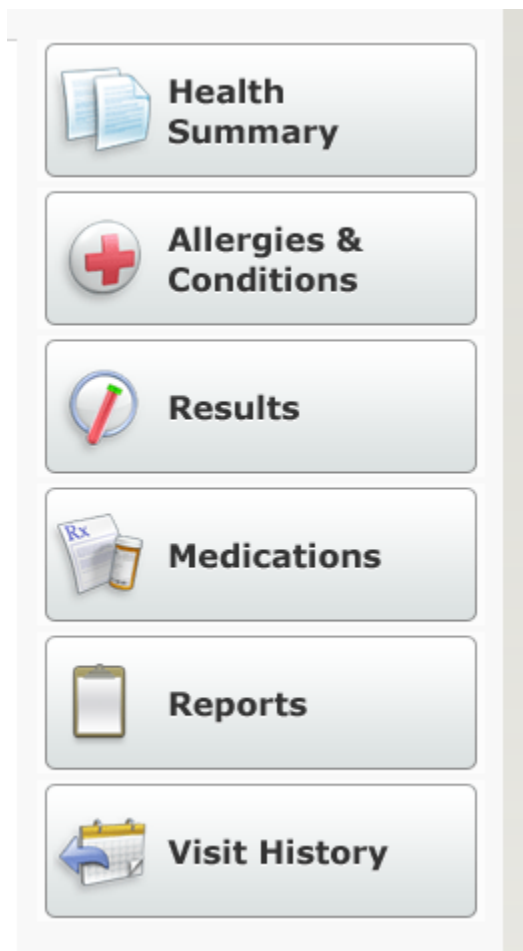 Health
Summary
Allergies &
Conditions
Results
Rx
Medications
Reports
Visit History